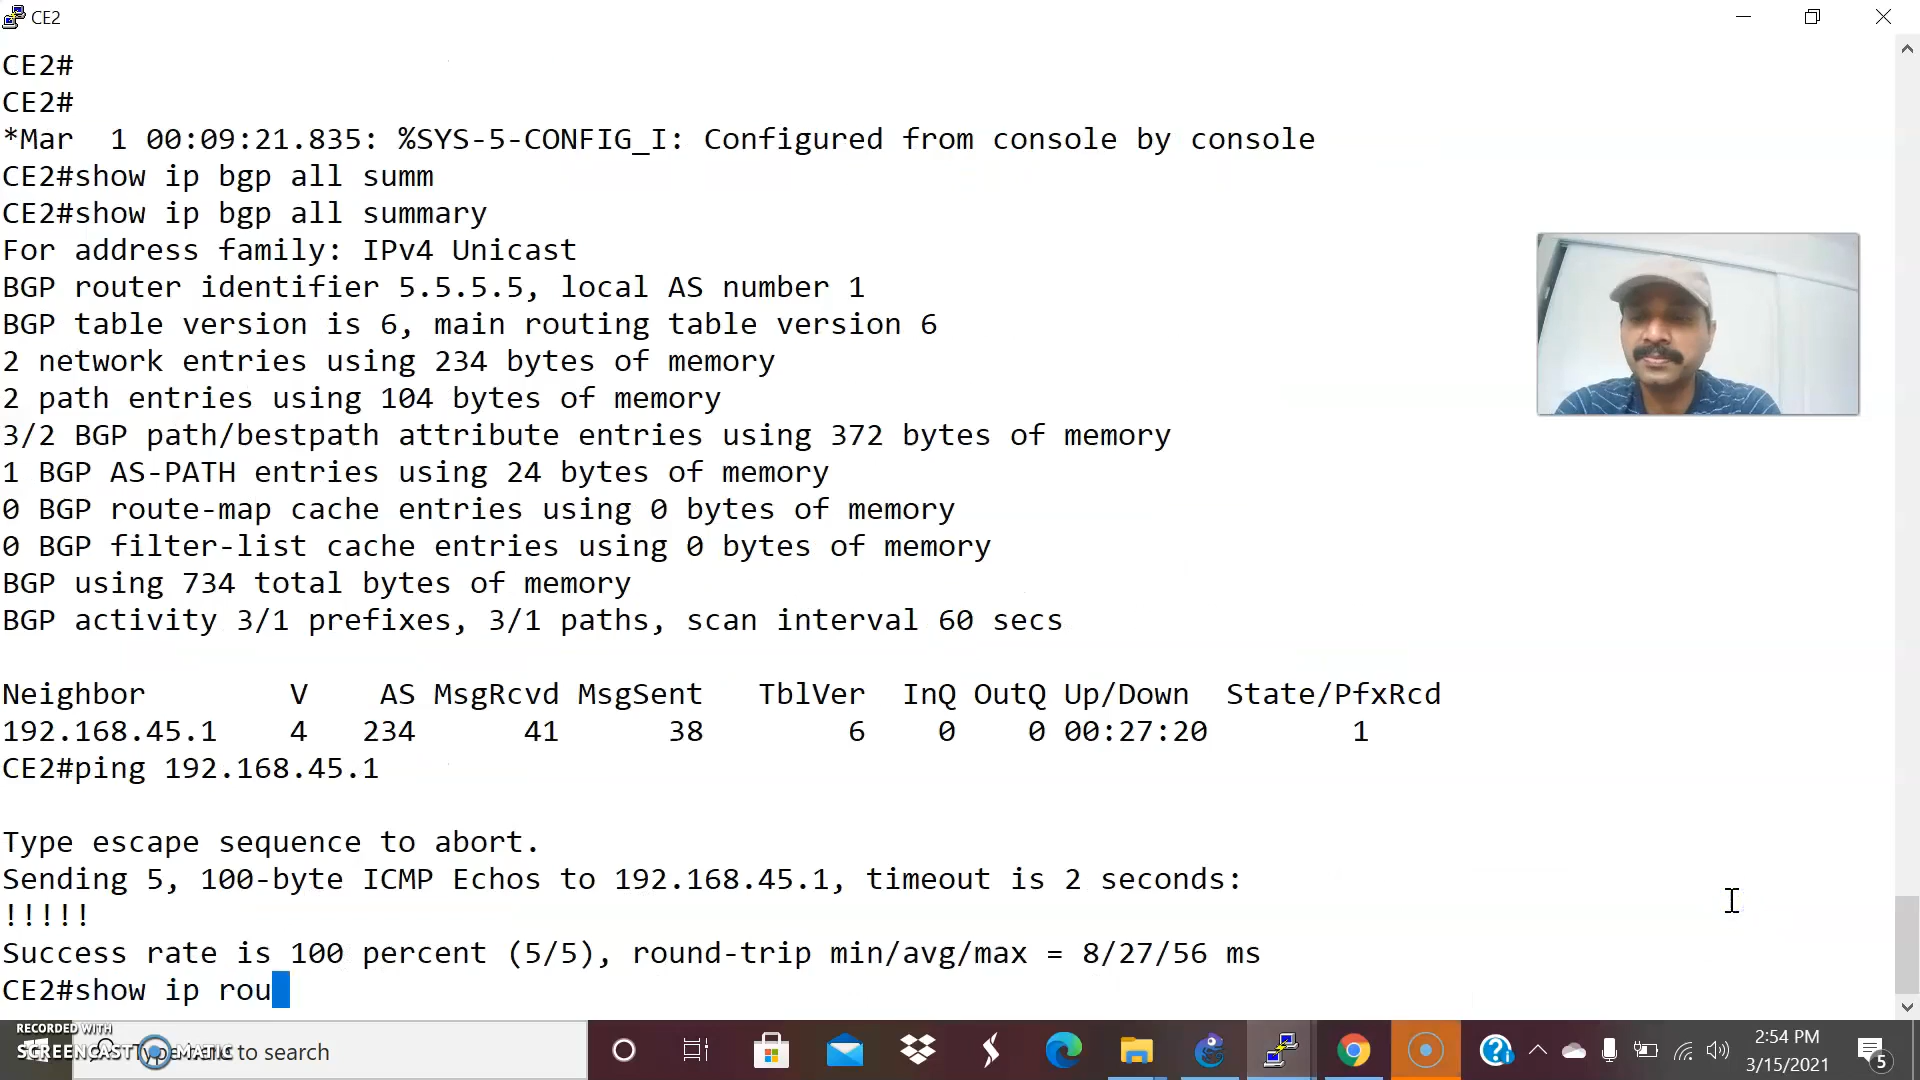 CE2
CE2#
CE2#
*Mar  1 00:09:21.835: %SYS-5-CONFIG_I: Configured from console by console
CE2#show ip bgp all summ
CE2#show ip bgp all summary
For address family: IPv4 Unicast
BGP router identifier 5.5.5.5, local AS number 1
BGP table version is 6, main routing table version 6
2 network entries using 234 bytes of memory
2 path entries using 104 bytes of memory
3/2 BGP path/bestpath attribute entries using 372 bytes of memory
1 BGP AS-PATH entries using 24 bytes of memory
0 BGP route-map cache entries using 0 bytes of memory
0 BGP filter-list cache entries using 0 bytes of memory
BGP using 734 total bytes of memory
BGP activity 3/1 prefixes, 3/1 paths, scan interval 60 secs
Neighbor        V    AS MsgRcvd MsgSent   TblVer  InQ OutQ Up/Down  State/PfxRcd
192.168.45.1    4   234      41      38        6    0    0 00:27:20        1
CE2#ping 192.168.45.1
Type escape sequence to abort.
Sending 5, 100-byte ICMP Echos to 192.168.45.1, timeout is 2 seconds:
!!!!!
Success rate is 100 percent (5/5), round-trip min/avg/max = 8/27/56 ms
CE2#show ip rou
RECORDED WITH
SCREENCAST MATIC
to search
2:54 PM
3/15/2021
5